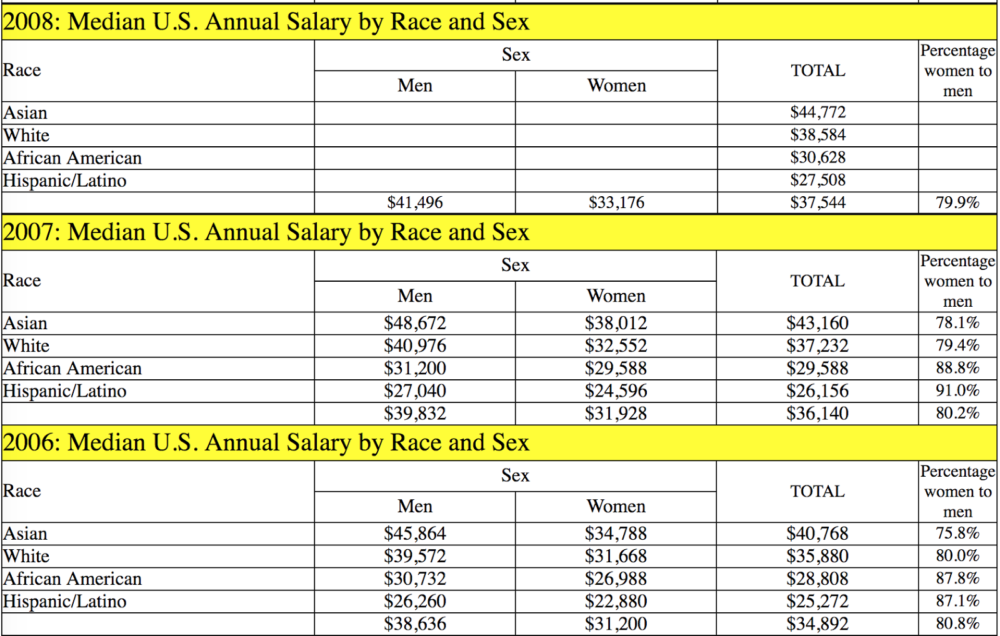 2008: Median U.S. Annual Salary by Race and Sex
Race Sex TOTAL Percentage women to men
Men Women
Asian $44,772
White $38,584
African American $30,628
Hispanic/Latino $27,508
$41,496 $33,176 $37,544 79.9%
2007: Median U.S. Annual Salary by Race and Sex
Race Sex TOTAL Percentage women to men
Men Women
Asian $48,672 $38,012 $43,160 78.1%
White $40,976 $32,552 $37,232 79.4%
African American $31,200 $29,588 $29,588 88.8%
Hispanic/Latino $27,040 $24,596 $26,156 91.0%
$39,832 $31,928 $36,140 80.2%
2006: Median U.S. Annual Salary by Race and Sex
Race Sex TOTAL Percentage women to men
Men Women
Asian $45,864 $34,788 $40,768 75.8%
White $39,572 $31,668 $35,880 80.0%
African American $30,732 $26,988 $28,808 87.8%
Hispanic/Latino $26,260 $22,880 $25,272 87.1%
$38,636 $31,200 $34,892 80.8%